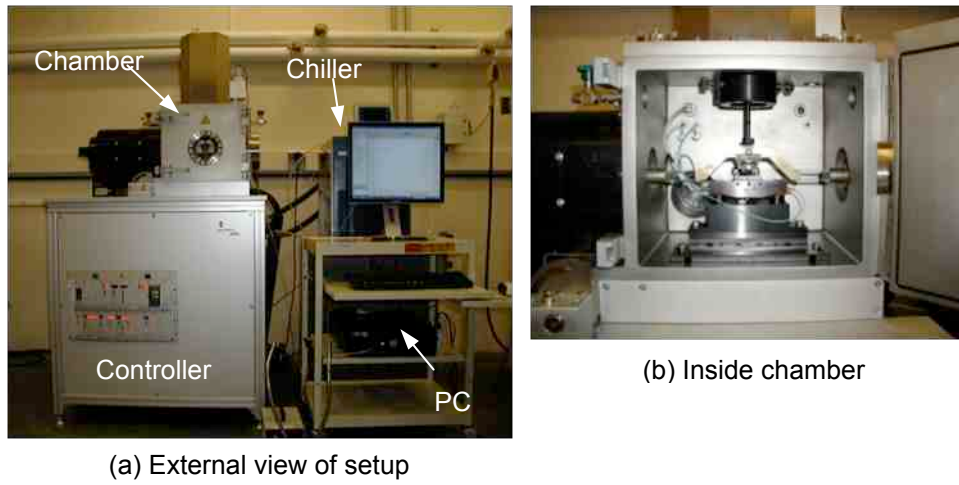 Chamber
Chiller
Controller
PC
(a) External view of setup
(b) Inside chamber